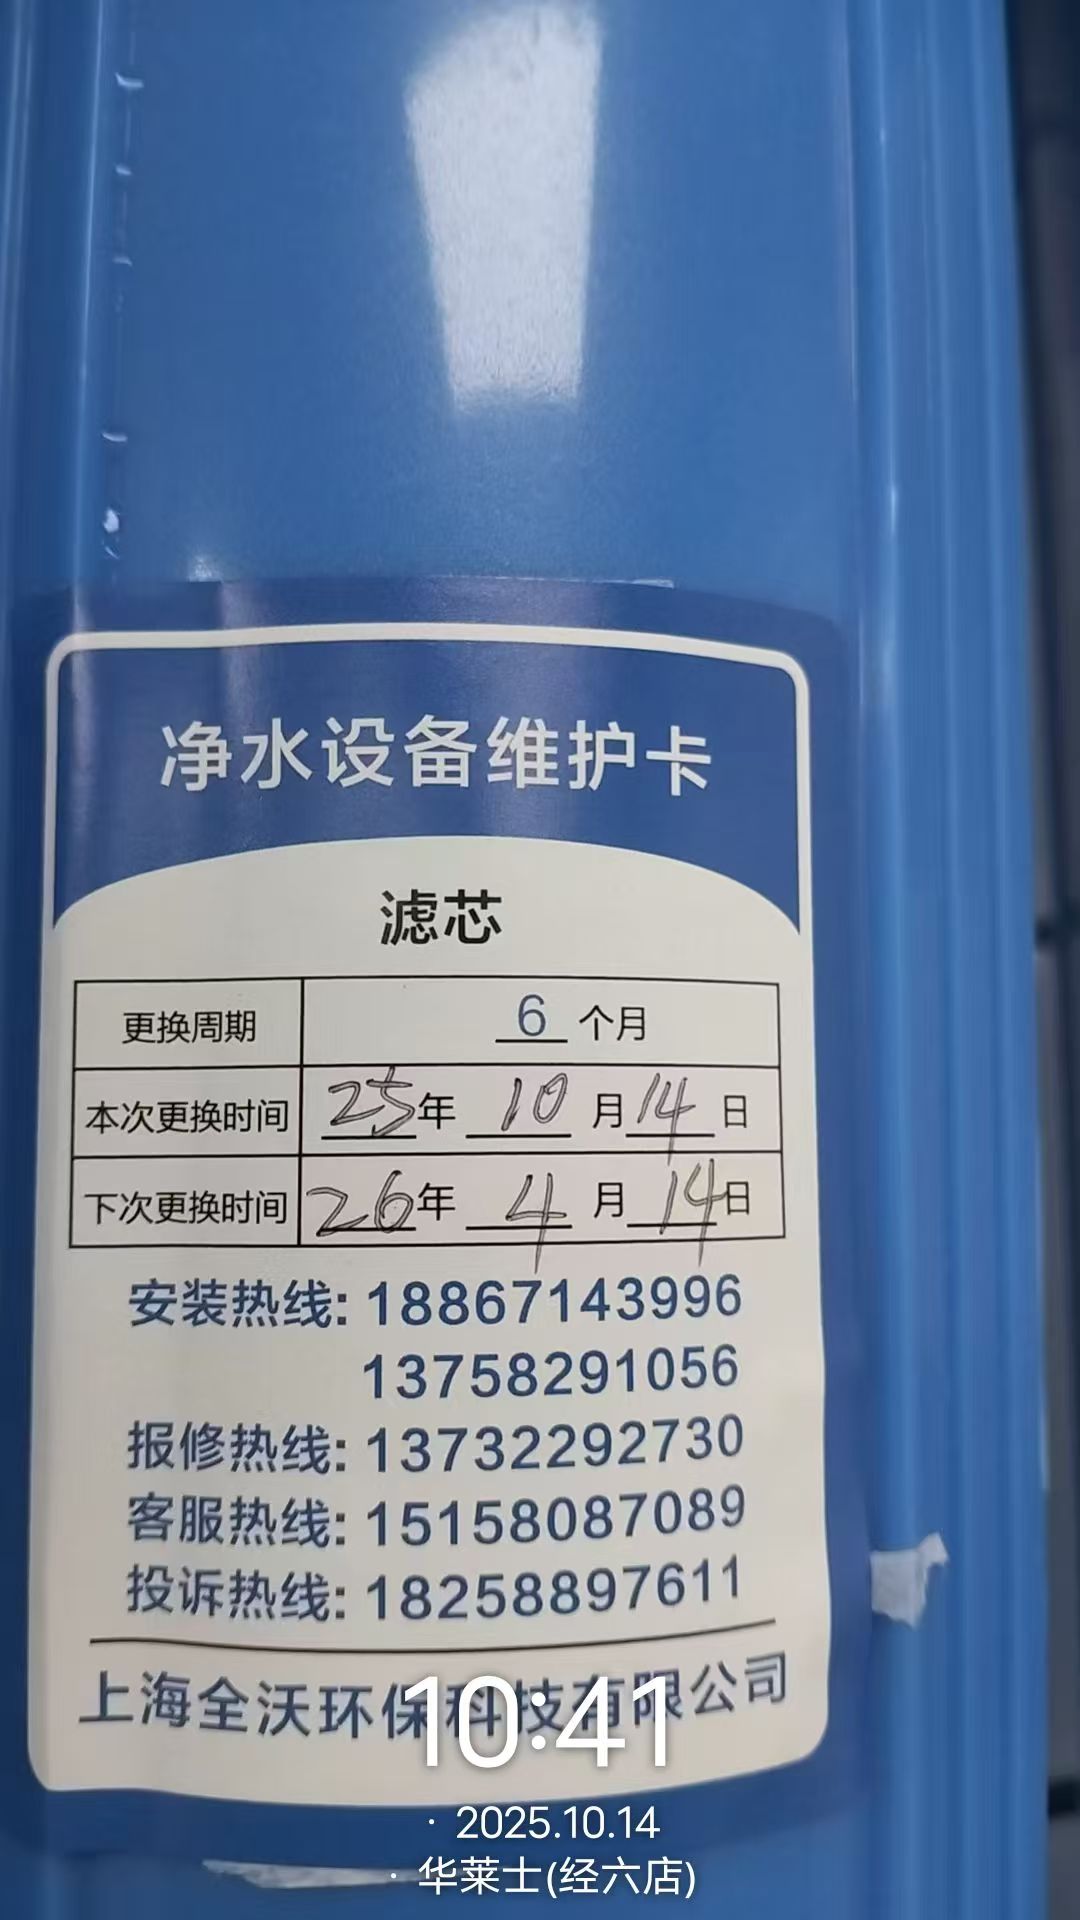 净水设备维护卡
滤芯
更换周期 6 个月
本次更换时间 25年 10 月 14 日
下次更换时间 26年 4 月 14日
安装热线: 18867143996
13758291056
报修热线: 13732292730
客服热线: 15158087089
投诉热线: 18258897611
上海全沃环保科技有限公司
10:41
· 2025.10.14
· 华莱士(经六店)